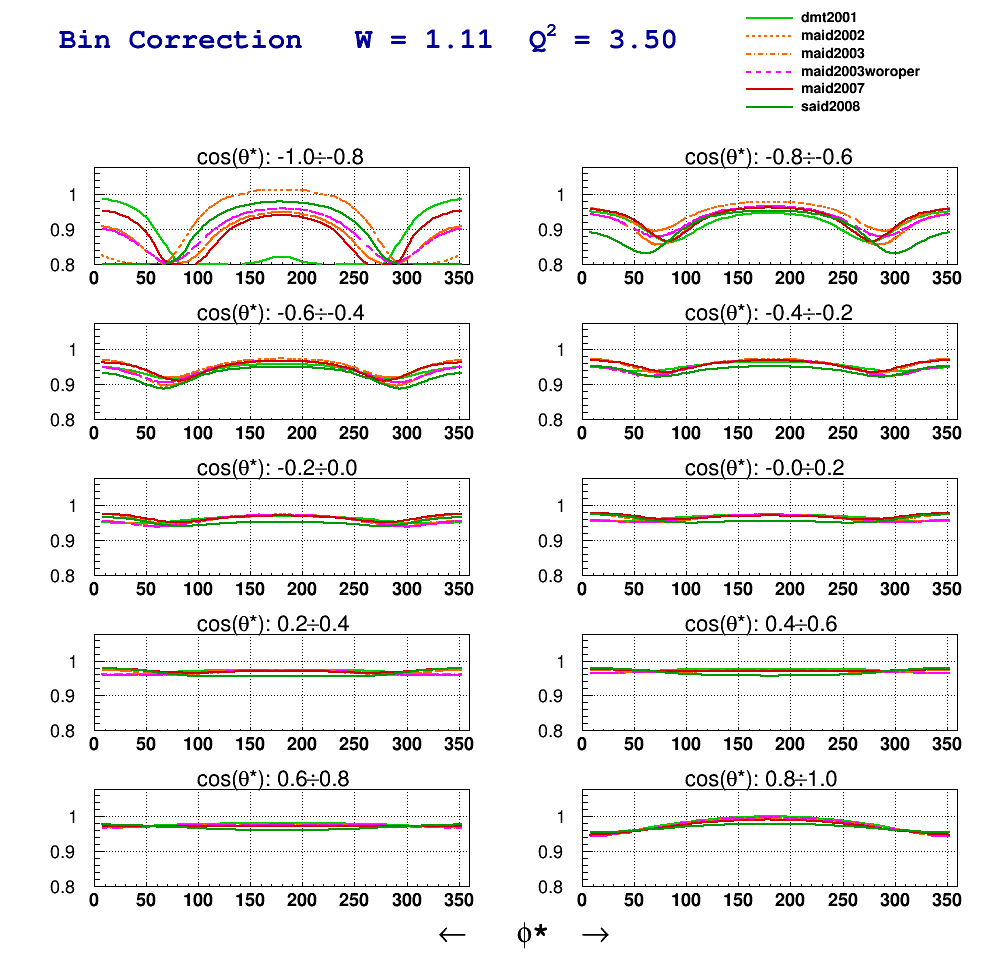 Bin Correction W = 1.11 Q² = 3.50
dmt2001
maid2002
maid2003
maid2003woroper
maid2007
said2008
cos(θ*): -1.0÷-0.8
1
0.9
0.8
0 50 100 150 200 250 300 350
cos(θ*): -0.8÷-0.6
1
0.9
0.8
0 50 100 150 200 250 300 350
cos(θ*): -0.6÷-0.4
1
0.9
0.8
0 50 100 150 200 250 300 350
cos(θ*): -0.4÷-0.2
1
0.9
0.8
0 50 100 150 200 250 300 350
cos(θ*): -0.2÷0.0
1
0.9
0.8
0 50 100 150 200 250 300 350
cos(θ*): -0.0÷0.2
1
0.9
0.8
0 50 100 150 200 250 300 350
cos(θ*): 0.2÷0.4
1
0.9
0.8
0 50 100 150 200 250 300 350
cos(θ*): 0.4÷0.6
1
0.9
0.8
0 50 100 150 200 250 300 350
cos(θ*): 0.6÷0.8
1
0.9
0.8
0 50 100 150 200 250 300 350
cos(θ*): 0.8÷1.0
1
0.9
0.8
0 50 100 150 200 250 300 350
← ϕ* →